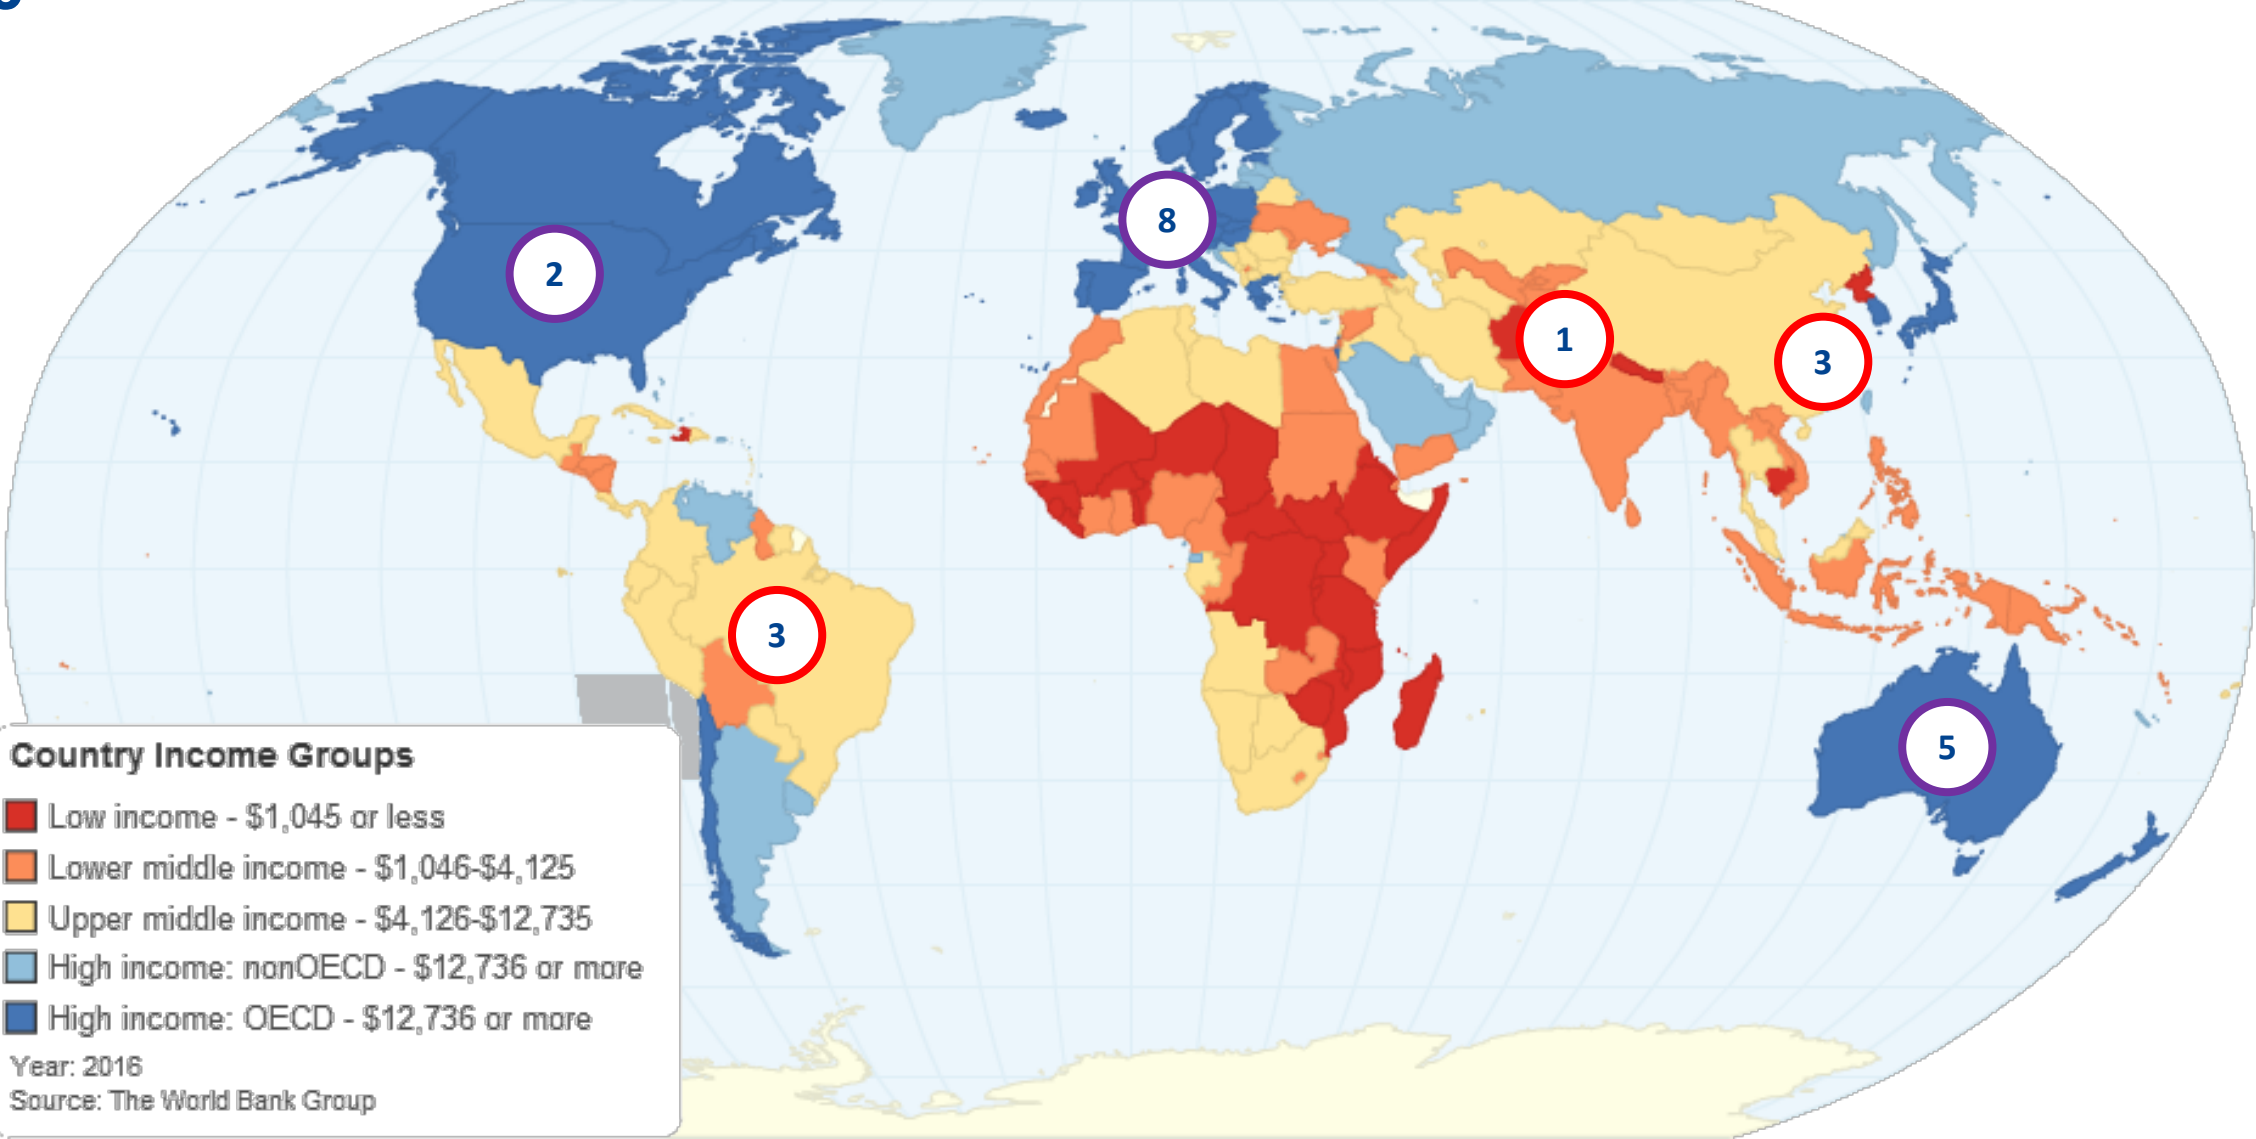 8
2
1
3
3
5
Country Income Groups
Low income - $1,045 or less
Lower middle income - $1,046-$4,125
Upper middle income - $4,126-$12,735
High income: nonOECD - $12,736 or more
High income: OECD - $12,736 or more
Year: 2016
Source: The World Bank Group